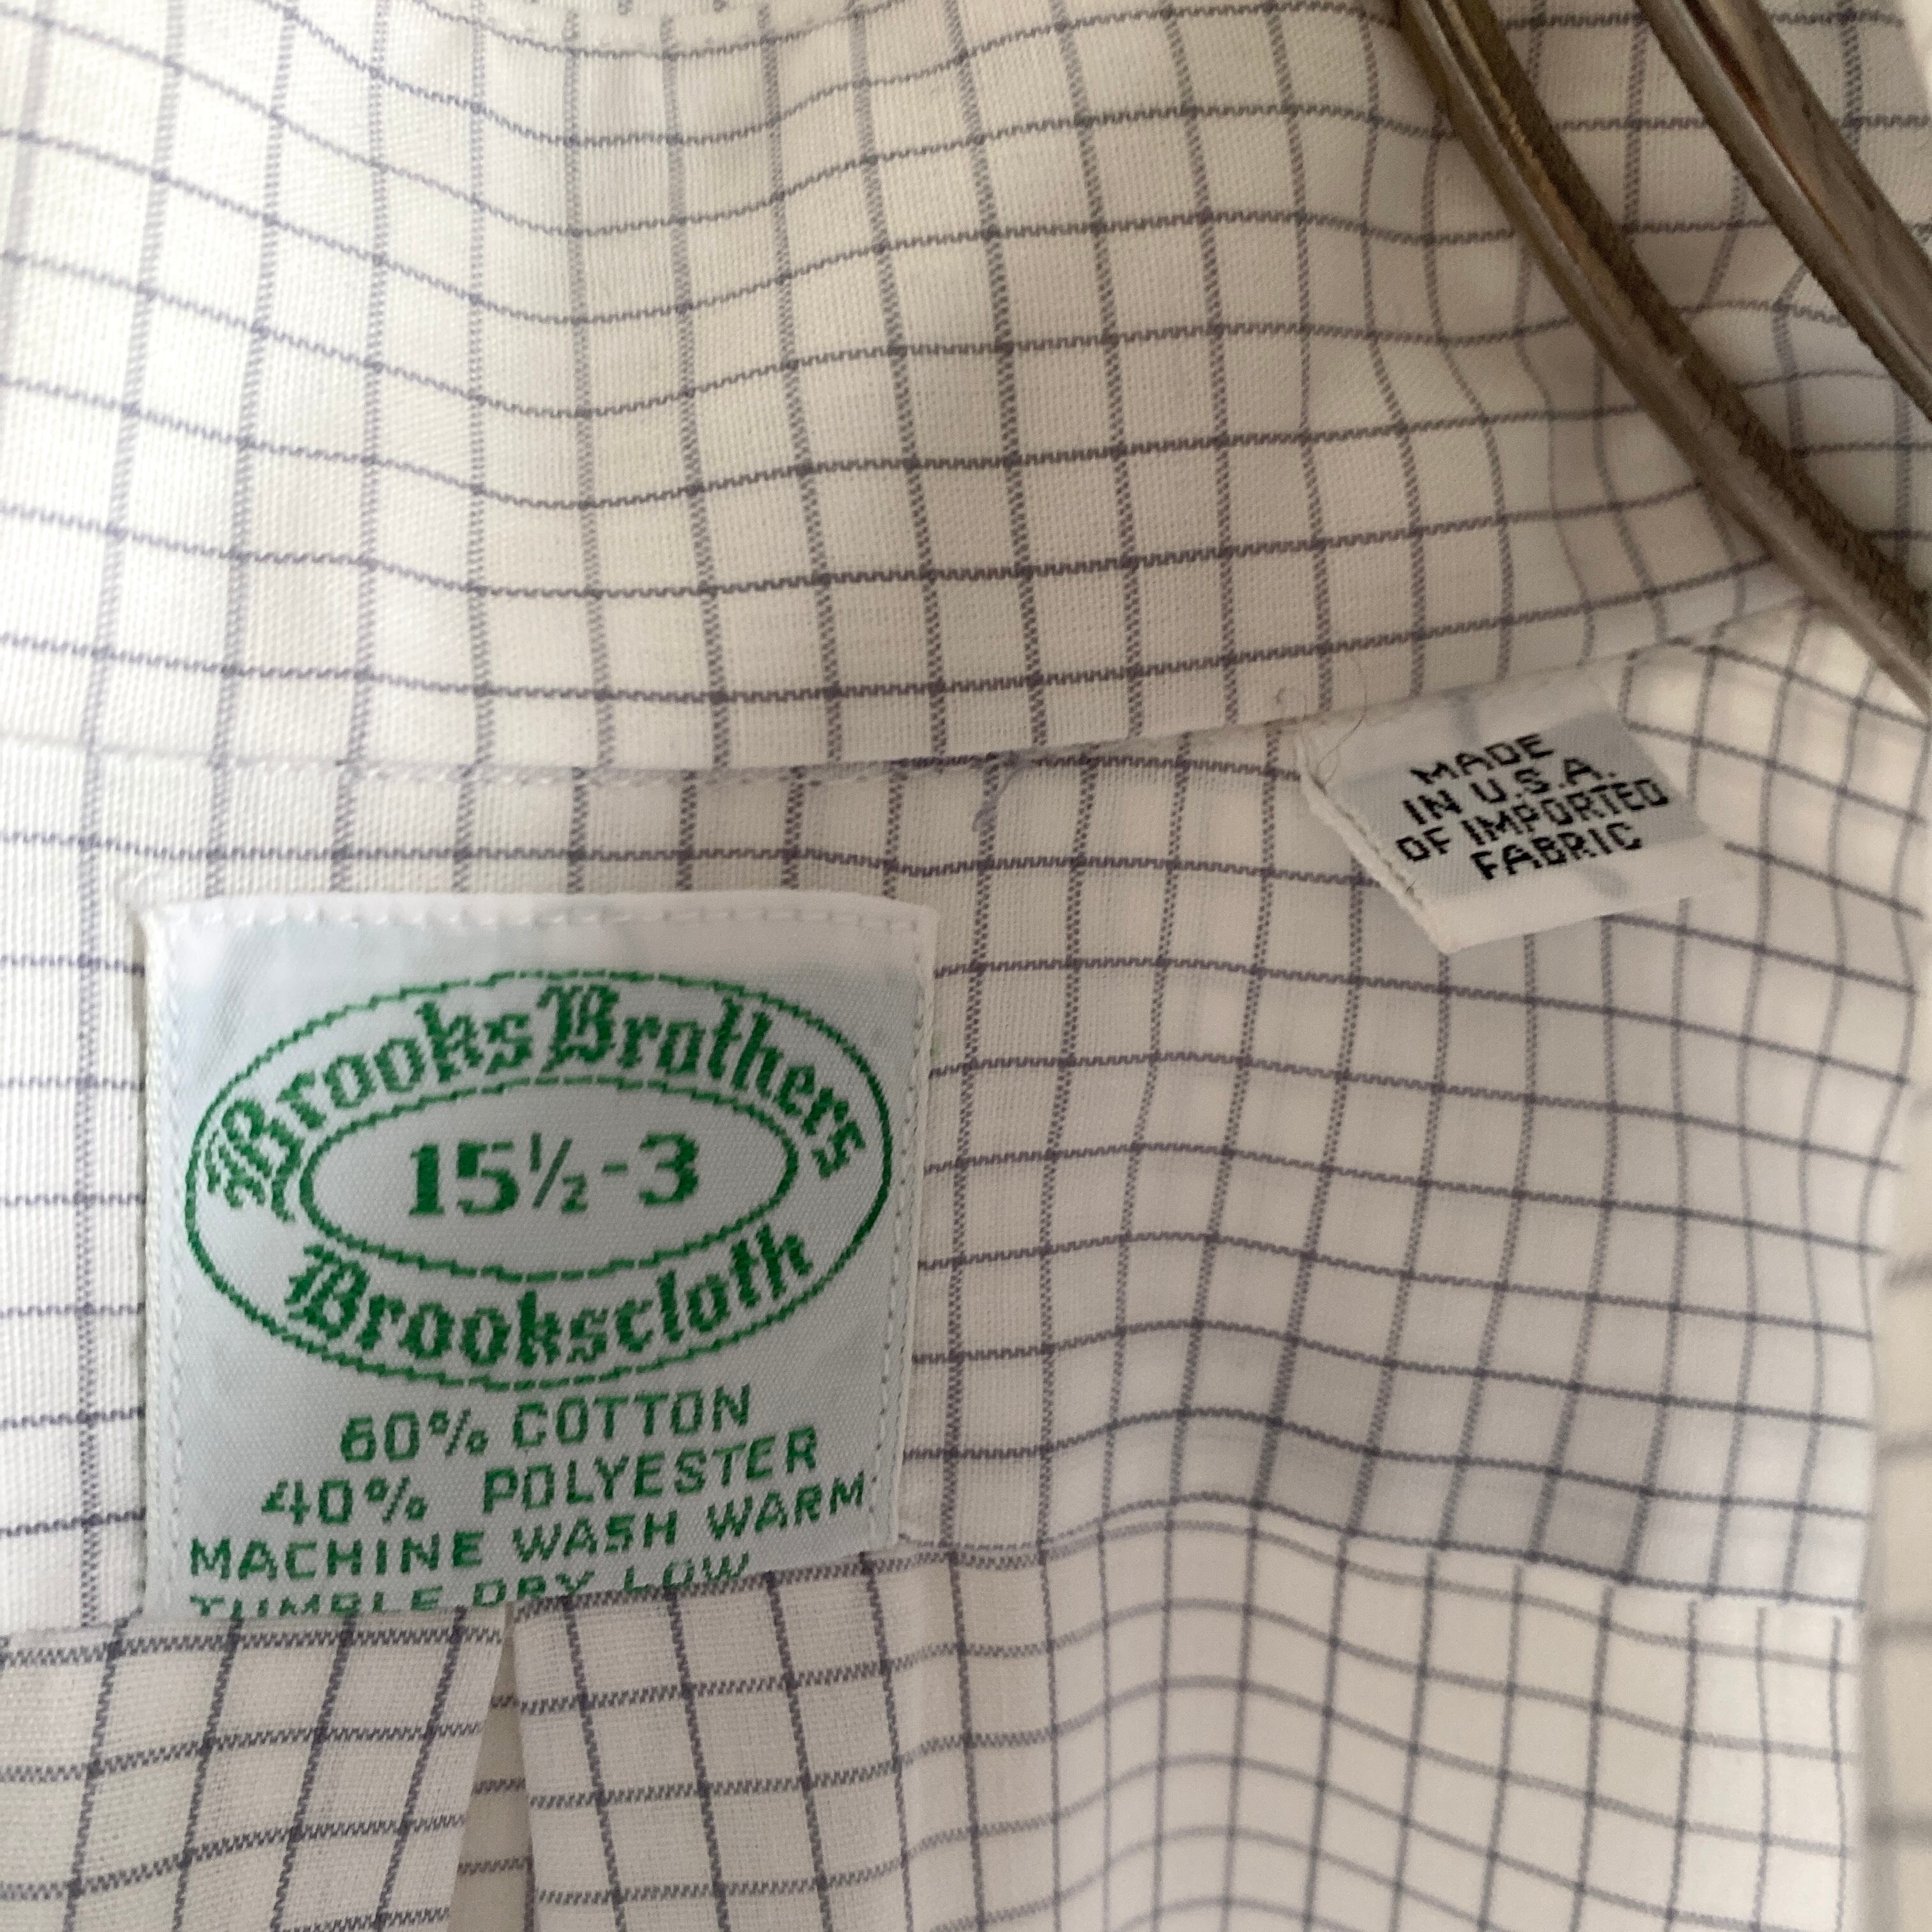 MADE
IN U.S.A.
OF IMPORTED
FABRIC
Brooks Brothers
15½-3
Brookscloth
60% COTTON
40% POLYESTER
MACHINE WASH WARM
TUMBLE DRY LOW